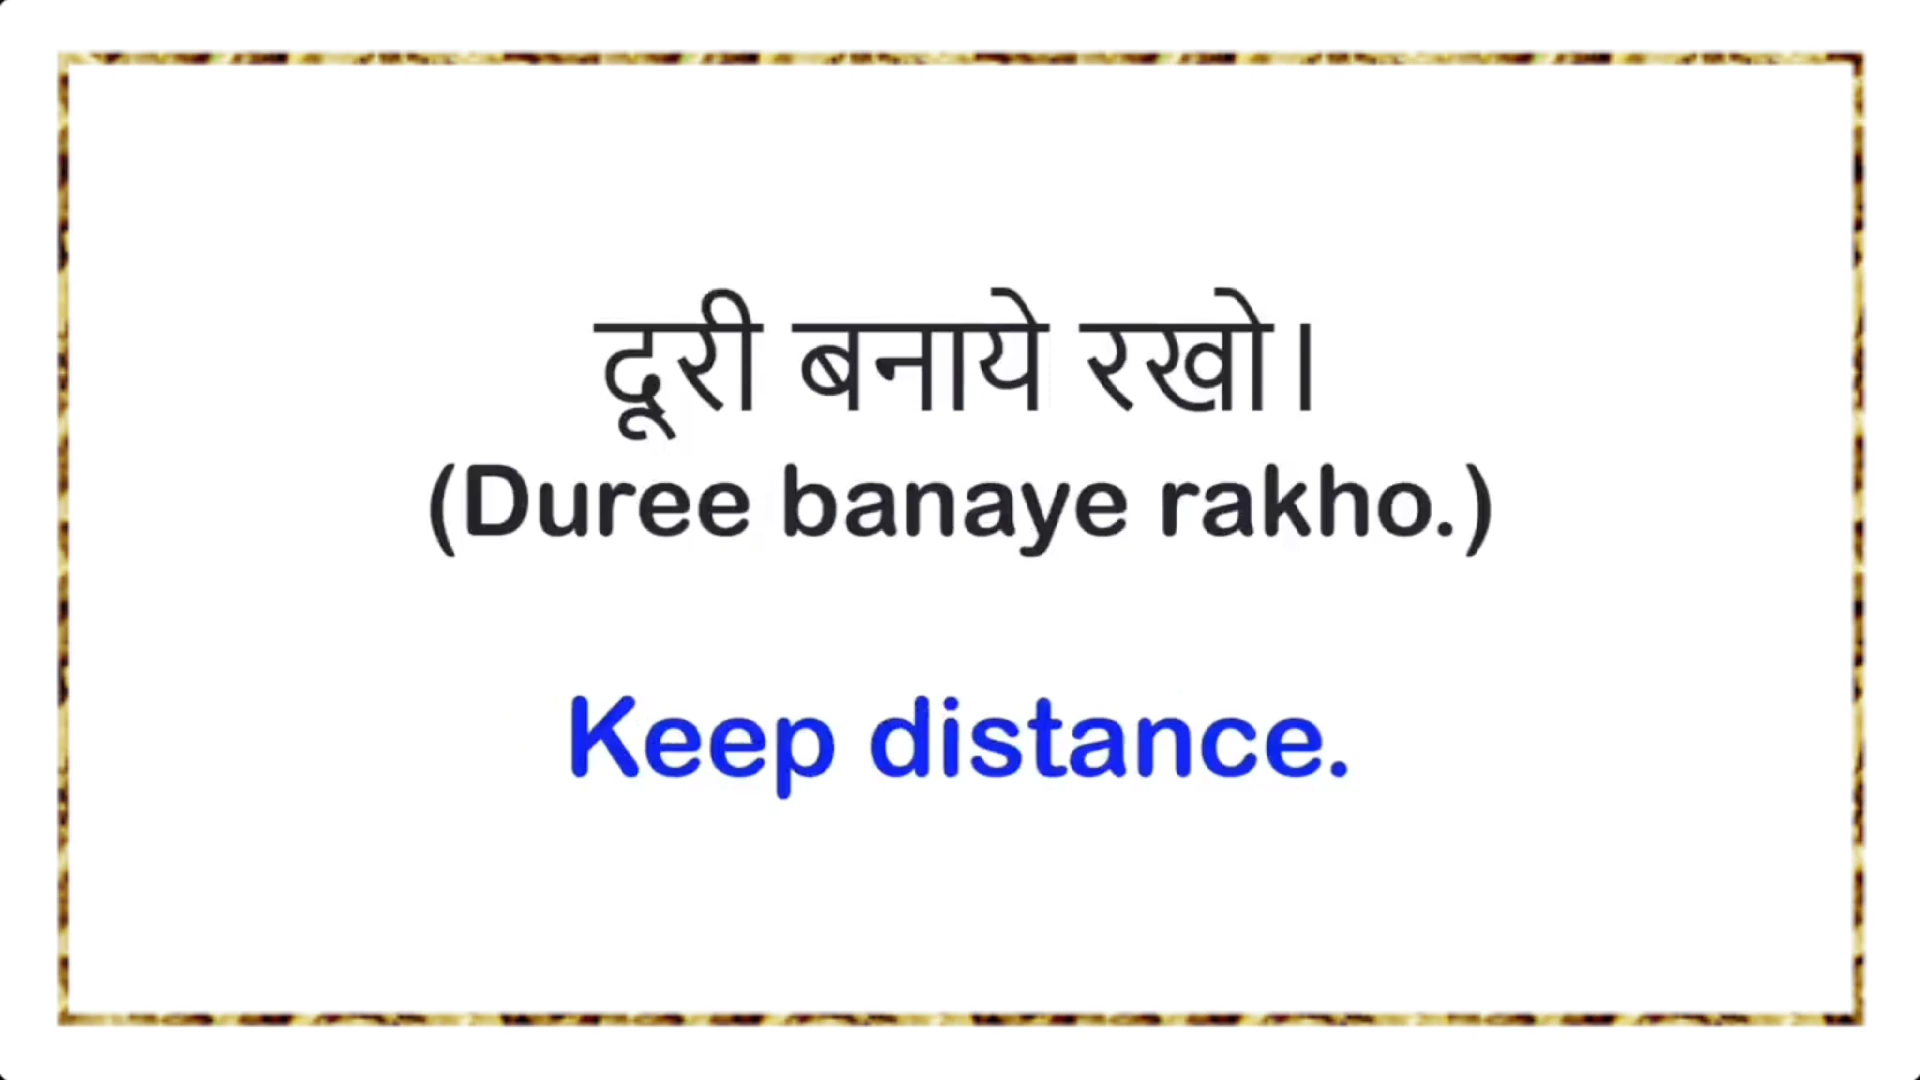 दूरी बनाये रखो।
(Duree banaye rakho.)
Keep distance.